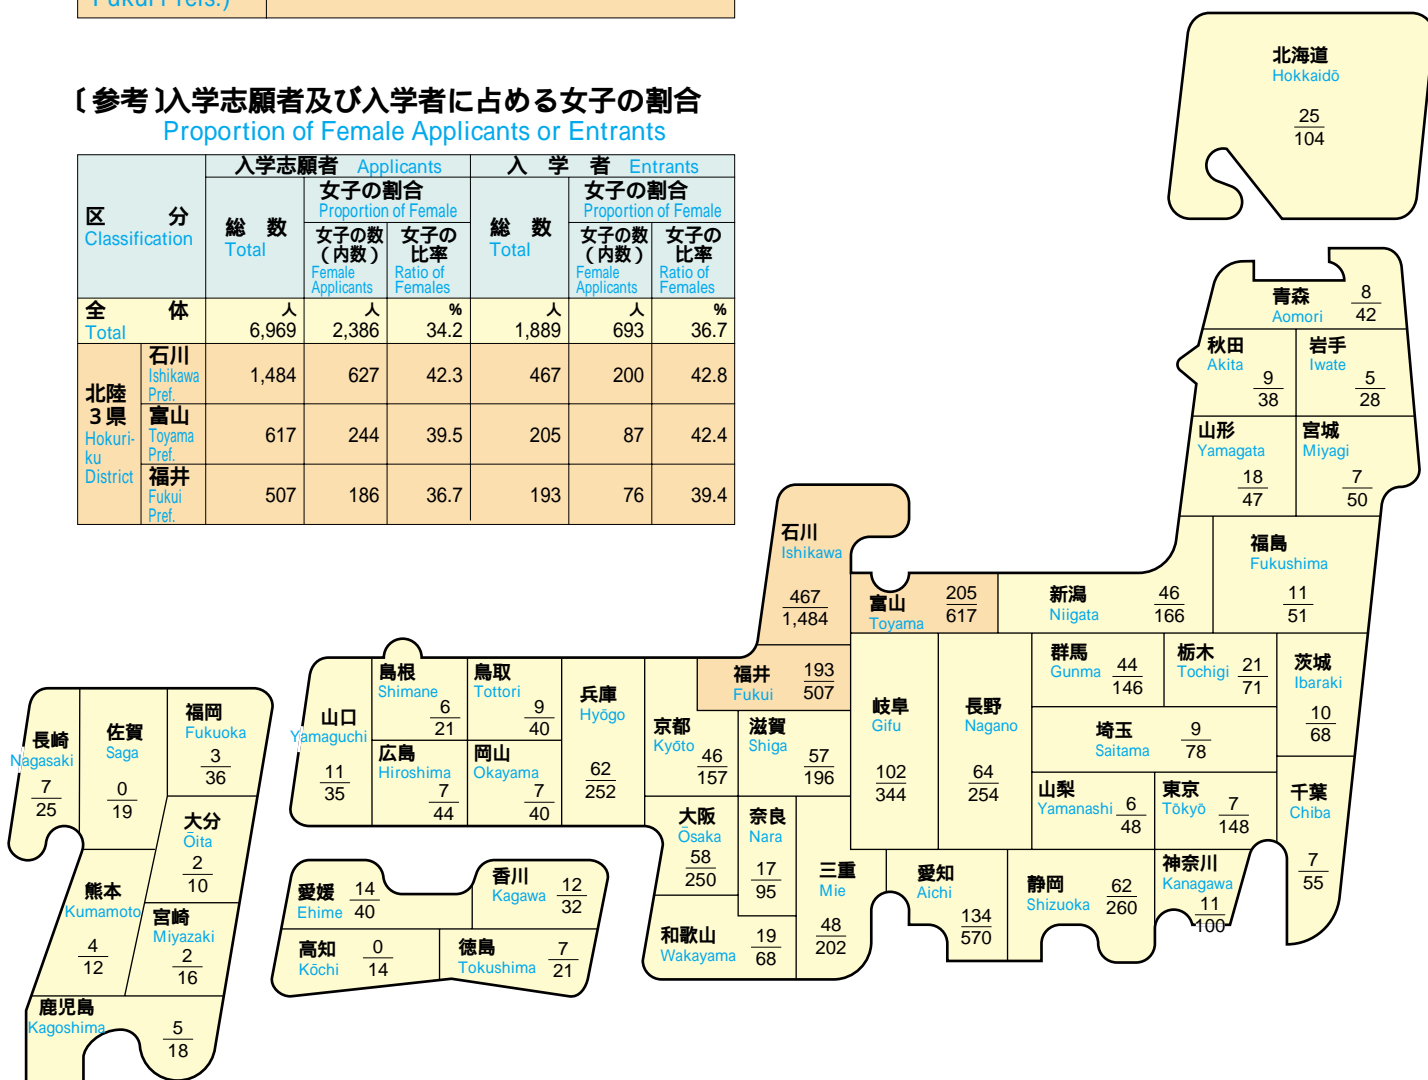 Fukui Prefs.)
〔参考〕入学志願者及び入学者に占める女子の割合
Proportion of Female Applicants or Entrants
区　　分
Classification
入学志願者 Applicants
入　学　者 Entrants
総　数
Total
女子の割合
Proportion of Female
女子の数
（内数）
Female
Applicants
女子の
比率
Ratio of
Females
総　数
Total
女子の割合
Proportion of Female
女子の数
（内数）
Female
Applicants
女子の
比率
Ratio of
Females
全　　体
Total
人 人 % 人 人 %
6,969 2,386 34.2 1,889 693 36.7
北陸
3県
Hokuri-
ku
District
石川
Ishikawa
Pref.
1,484 627 42.3 467 200 42.8
富山
Toyama
Pref.
617 244 39.5 205 87 42.4
福井
Fukui
Pref.
507 186 36.7 193 76 39.4
北海道
Hokkaidō
25
104
青森
Aomori
8
42
秋田
Akita
9
38
岩手
Iwate
5
28
山形
Yamagata
18
47
宮城
Miyagi
7
50
福島
Fukushima
11
51
石川
Ishikawa
467
1,484
富山
Toyama
205
617
新潟
Niigata
46
166
福井
Fukui
193
507
岐阜
Gifu
102
344
長野
Nagano
64
254
群馬
Gunma
44
146
栃木
Tochigi
21
71
茨城
Ibaraki
10
68
埼玉
Saitama
9
78
山梨
Yamanashi
6
48
東京
Tōkyō
7
148
千葉
Chiba
7
55
神奈川
Kanagawa
11
100
静岡
Shizuoka
62
260
愛知
Aichi
134
570
三重
Mie
48
202
滋賀
Shiga
57
196
京都
Kyōto
46
157
奈良
Nara
17
95
大阪
Ōsaka
58
250
和歌山
Wakayama
19
68
兵庫
Hyōgo
62
252
鳥取
Tottori
9
40
島根
Shimane
6
21
岡山
Okayama
7
40
広島
Hiroshima
7
44
山口
Yamaguchi
11
35
愛媛
Ehime
14
40
香川
Kagawa
12
32
高知
Kōchi
0
14
徳島
Tokushima
7
21
福岡
Fukuoka
3
36
佐賀
Saga
0
19
長崎
Nagasaki
7
25
大分
Ōita
2
10
熊本
Kumamoto
4
12
宮崎
Miyazaki
2
16
鹿児島
Kagoshima
5
18